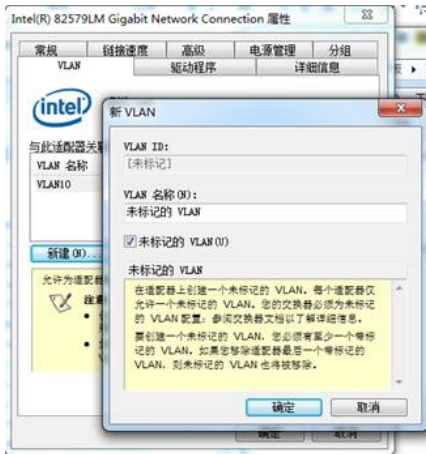 Intel(R) 82579LM Gigabit Network Connection 属性
常规 链接速度 高级 电源管理 分组
VLAN 驱动程序 详细信息
intel
新 VLAN
与此适配器关
VLAN 名称
VLAN10
新建(N)...
允许为适配
VLAN ID:
[未标记]
VLAN 名称(N):
未标记的 VLAN
未标记的 VLAN(U)
未标记的 VLAN
在适配器上创建一个未标记的 VLAN。每个适配器仅
允许一个未标记的 VLAN。您的交换器必须为未标记
的 VLAN 配置；参阅交换器文档以了解详细信息。
要创建一个未标记的 VLAN，您必须有至少一个带标
记的 VLAN。如果您移除适配器最后一个带标记的
VLAN，则未标记的 VLAN 也将被移除。
确定 取消